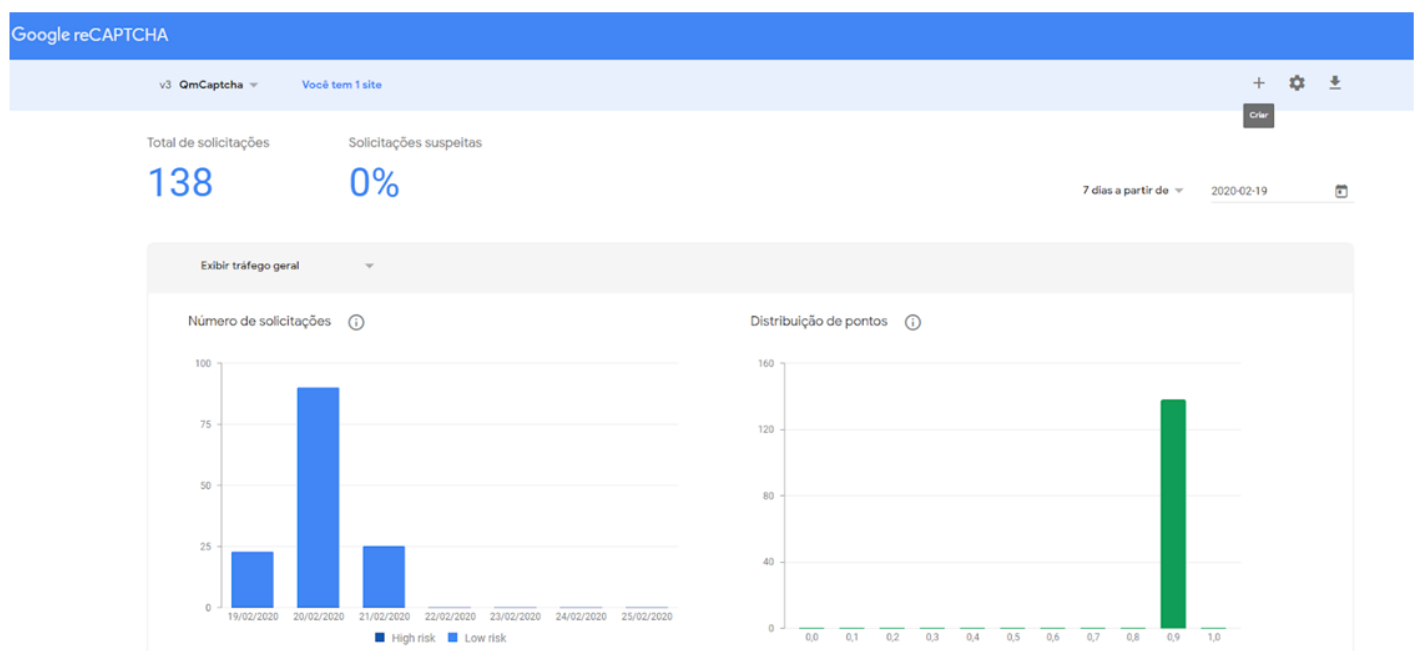 Google reCAPTCHA
v3 QmCaptcha Você tem 1 site
Criar
Total de solicitações Solicitações suspeitas
138 0%
7 dias a partir de 2020-02-19
Exibir tráfego geral
Número de solicitações
100
75
50
25
0
19/02/2020 20/02/2020 21/02/2020 22/02/2020 23/02/2020 24/02/2020 25/02/2020
High risk Low risk
Distribuição de pontos
160
120
80
40
0
0,0 0,1 0,2 0,3 0,4 0,5 0,6 0,7 0,8 0,9 1,0